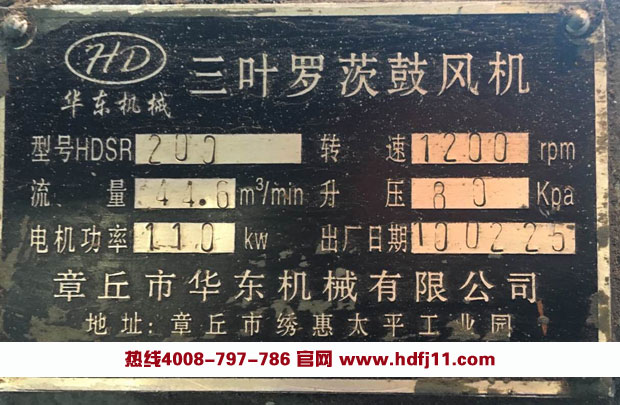 HD
华东机械
三叶罗茨鼓风机
型号HDSR 200 转速 1200 rpm
流量 44.6 m³/min 升压 80 Kpa
电机功率 110 kw 出厂日期 100225
章丘市华东机械有限公司
地址:章丘市绣惠太平工业园
热线4008-797-786 官网 www.hdfj11.com